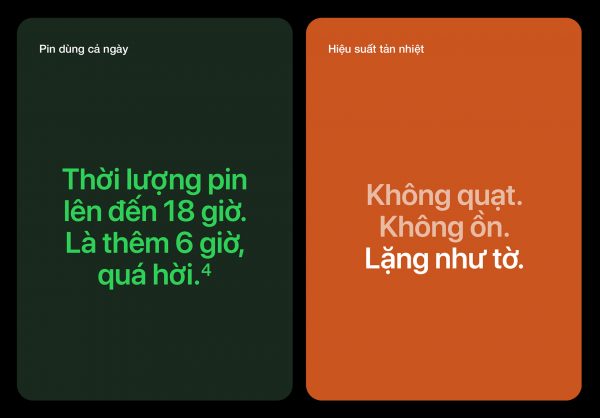 Pin dùng cả ngày
Thời lượng pin
lên đến 18 giờ.
Là thêm 6 giờ,
quá hời.⁴
Hiệu suất tản nhiệt
Không quạt.
Không ồn.
Lặng như tờ.